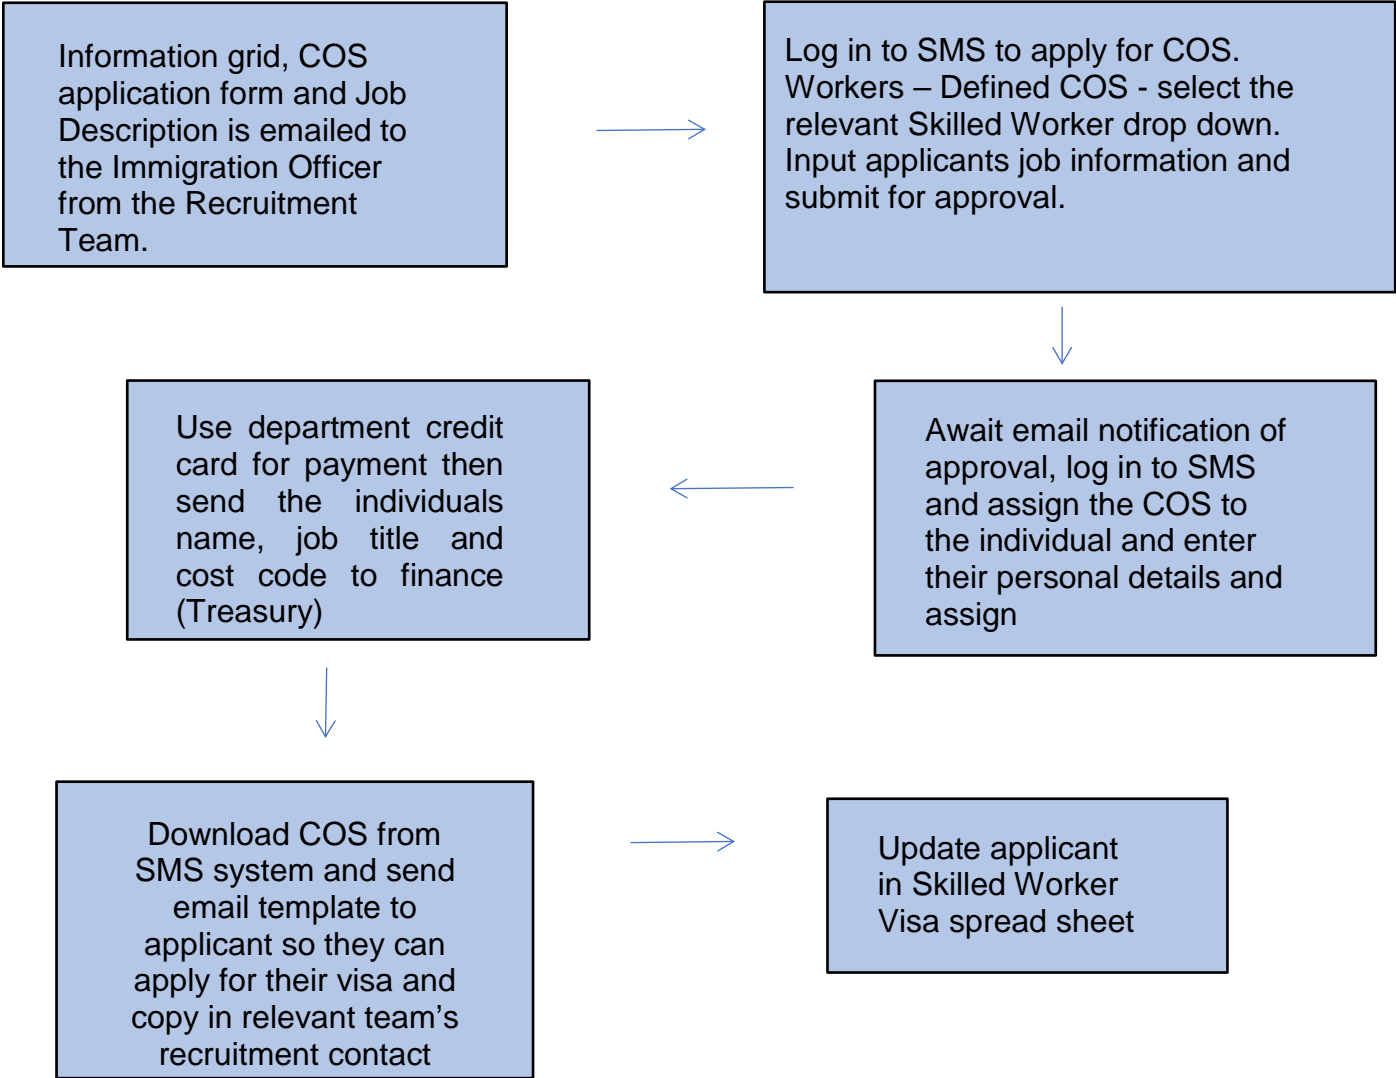 Information grid, COS
application form and Job
Description is emailed to
the Immigration Officer
from the Recruitment
Team.
Log in to SMS to apply for COS.
Workers – Defined COS - select the
relevant Skilled Worker drop down.
Input applicants job information and
submit for approval.
Await email notification of
approval, log in to SMS
and assign the COS to
the individual and enter
their personal details and
assign
Use department credit
card for payment then
send the individuals
name, job title and
cost code to finance
(Treasury)
Download COS from
SMS system and send
email template to
applicant so they can
apply for their visa and
copy in relevant team’s
recruitment contact
Update applicant
in Skilled Worker
Visa spread sheet